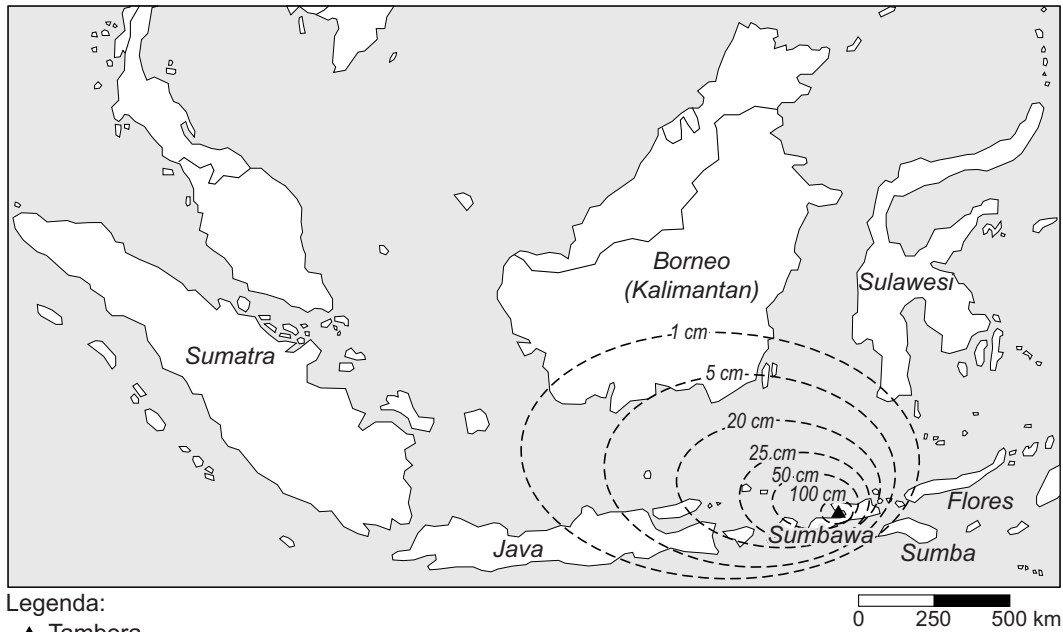 Borneo
(Kalimantan)
Sulawesi
1 cm
Sumatra
5 cm
20 cm
25 cm
50 cm
100 cm
Flores
Sumbawa
Java
Sumba
Legenda:
0 250 500 km
Tambora